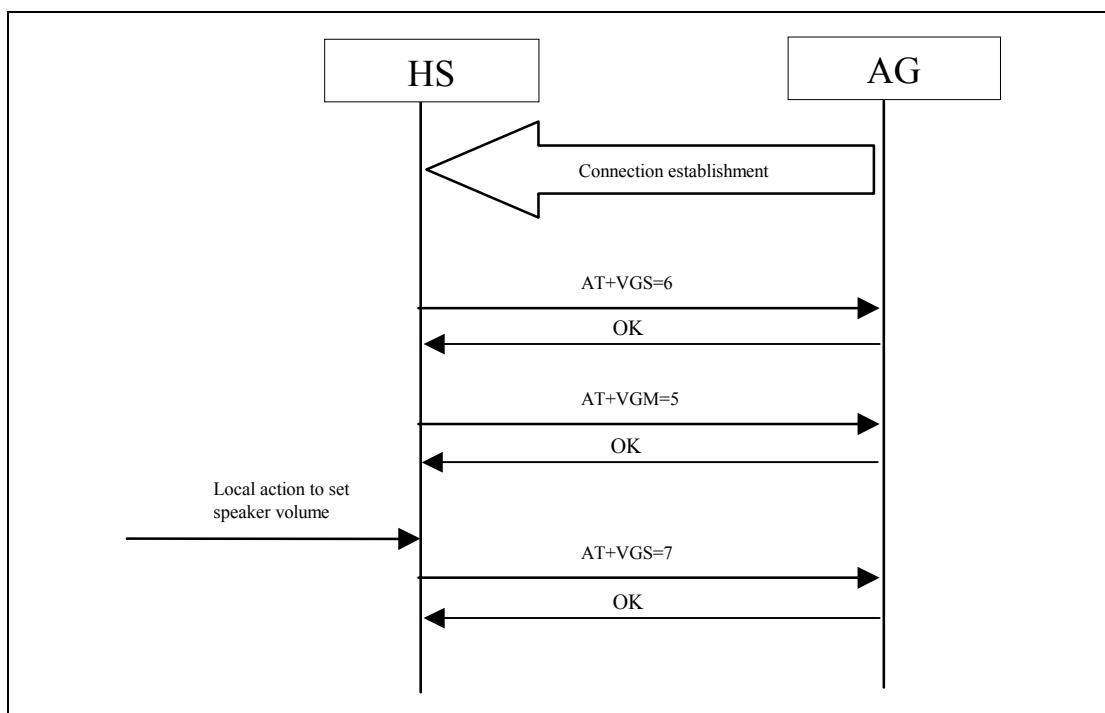 HS
AG
Connection establishment
AT+VGS=6
OK
AT+VGM=5
OK
Local action to set
speaker volume
AT+VGS=7
OK